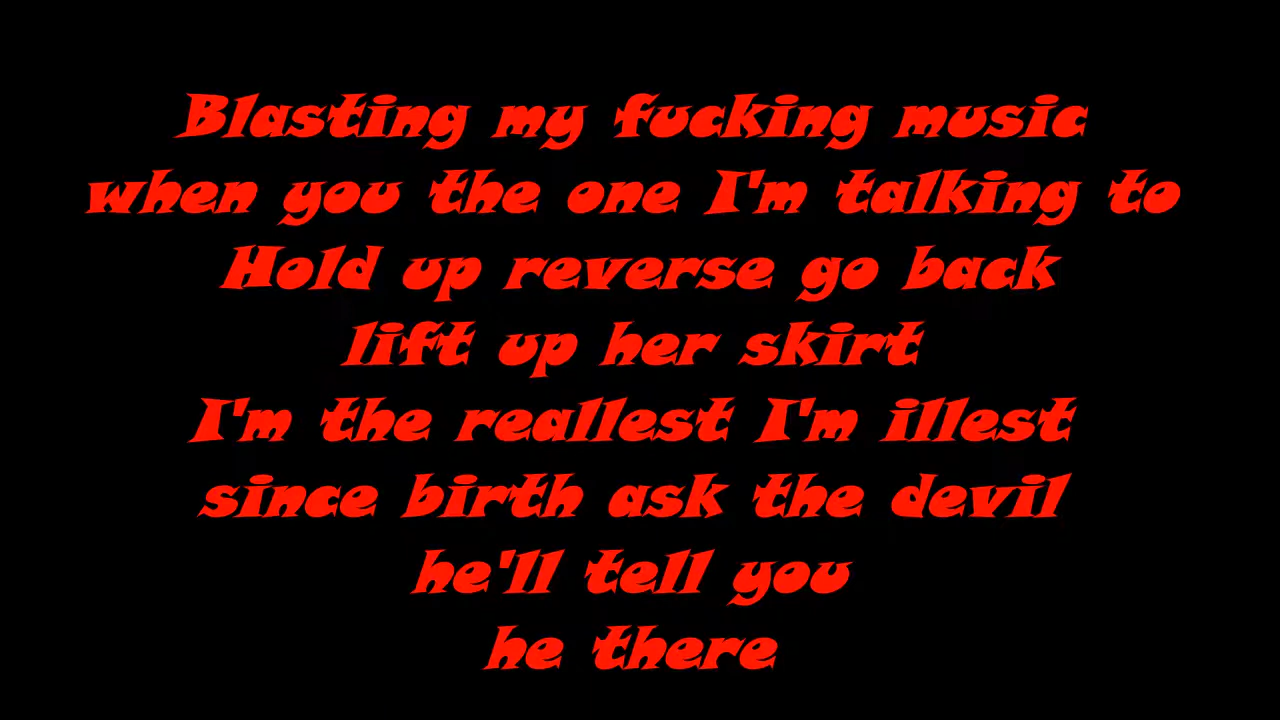 Blasting my fucking music
when you the one I'm talking to
Hold up reverse go back
lift up her skirt
I'm the reallest I'm illest
since birth ask the devil
he'll tell you
he there